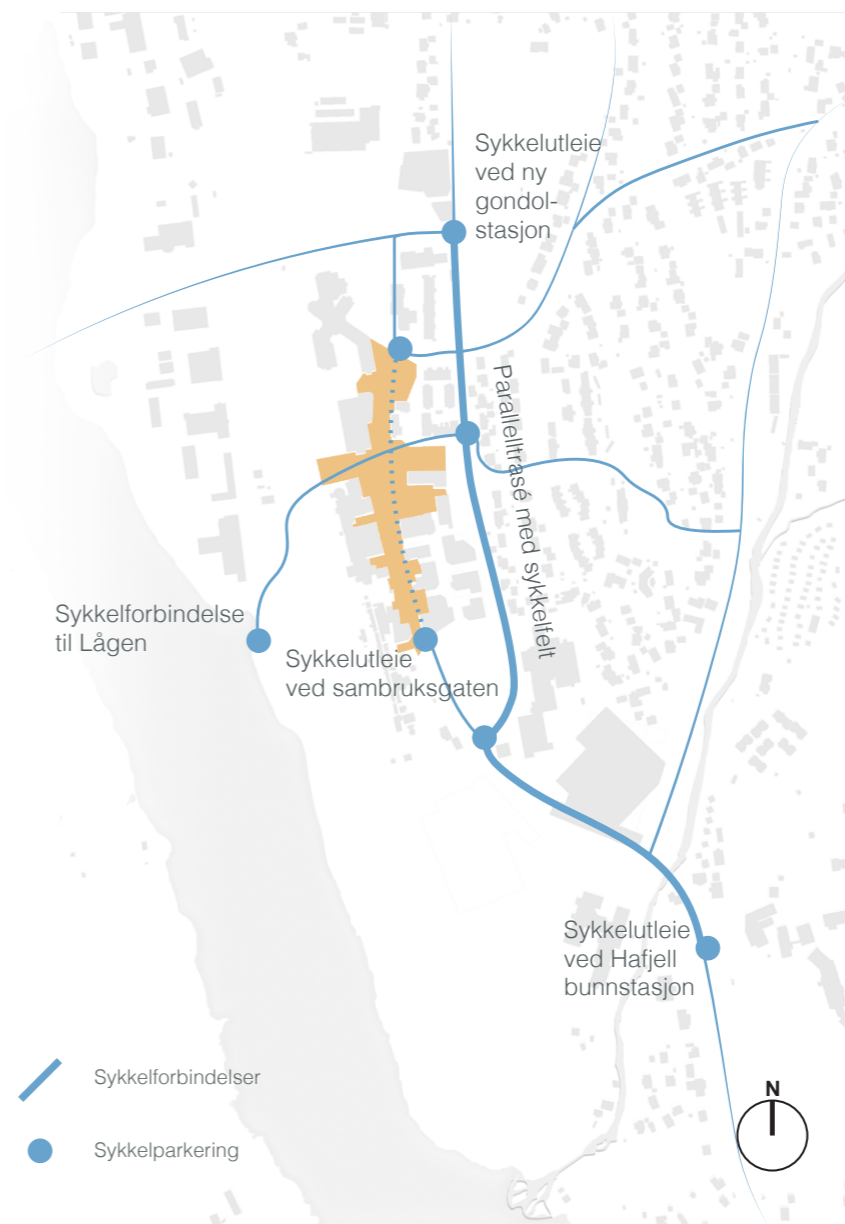 Sykkelutleie
ved ny
gondol-
stasjon
Parallelltrasé med sykkelfelt
Sykkelforbindelse
til Lågen
Sykkelutleie
ved sambruksgaten
Sykkelutleie
ved Hafjell
bunnstasjon
Sykkelforbindelser
Sykkelparkering
N